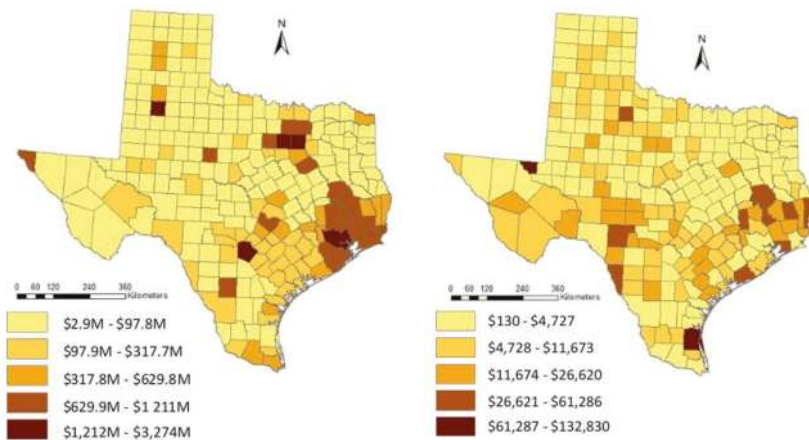 N
0 60 120 240 360
Kilometers
$2.9M - $97.8M
$97.9M - $317.7M
$317.8M - $629.8M
$629.9M - $1 211M
$1,212M - $3,274M
N
0 60 120 240 360
Kilometers
$130 - $4,727
$4,728 - $11,673
$11,674 - $26,620
$26,621 - $61,286
$61,287 - $132,830